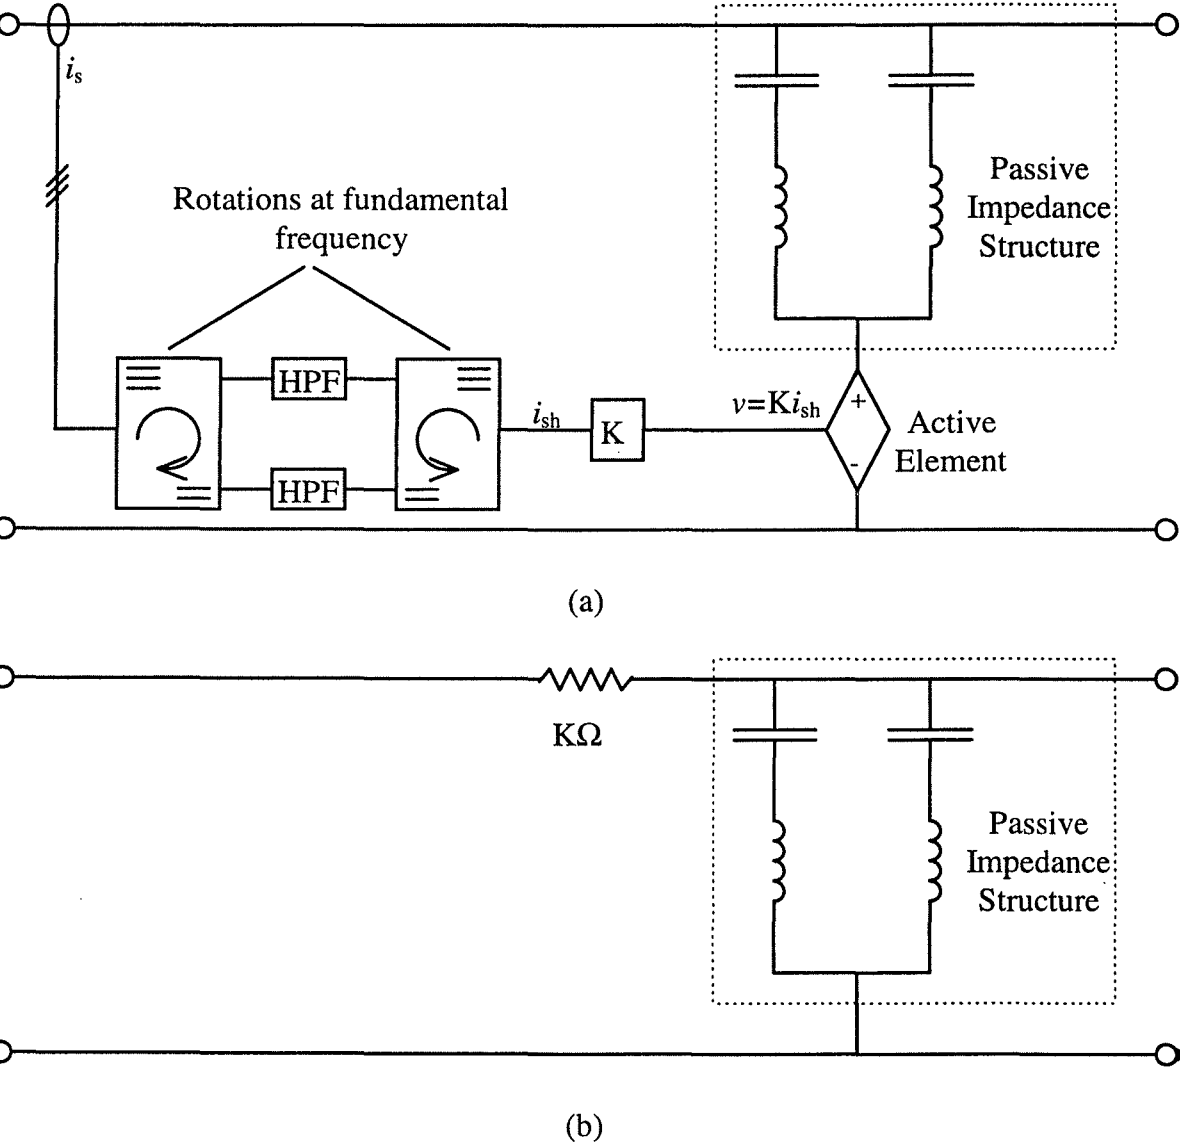 i_s
Rotations at fundamental
frequency
HPF
HPF
i_sh
K
v=Ki_sh
+
-
Passive
Impedance
Structure
Active
Element
(a)
KΩ
Passive
Impedance
Structure
(b)